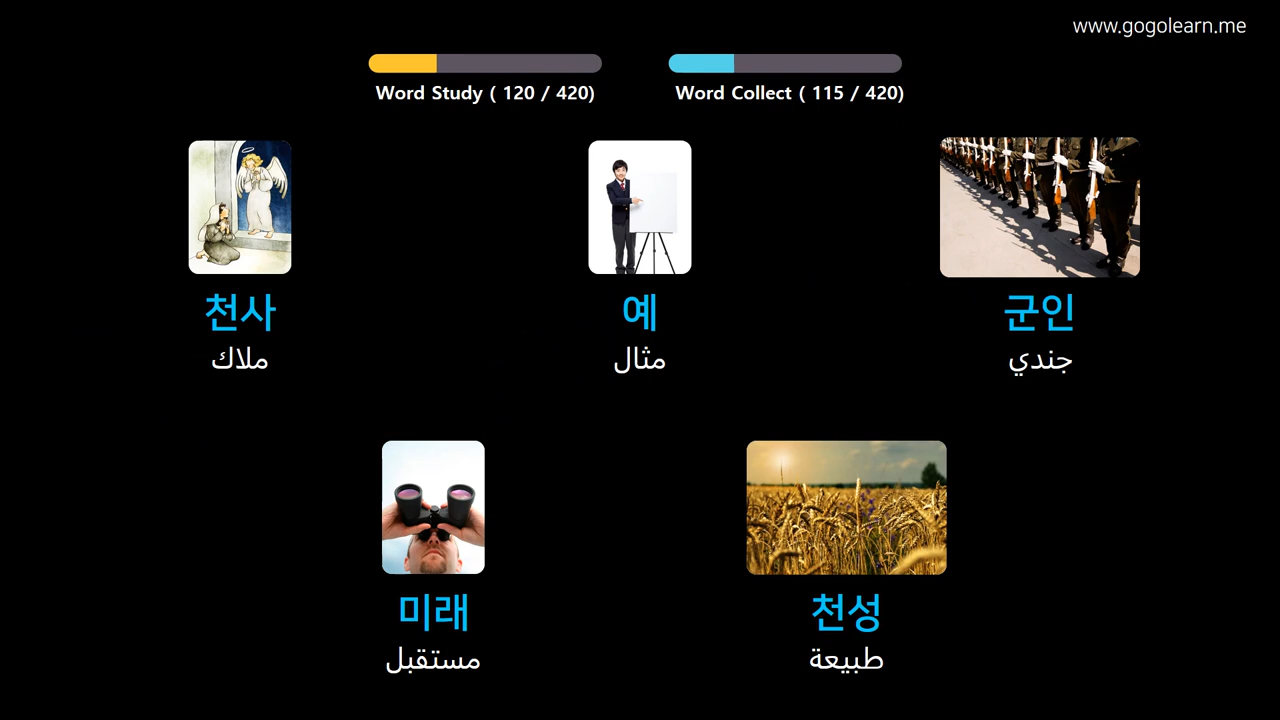 www.gogolearn.me
Word Study ( 120 / 420)
Word Collect ( 115 / 420)
천사
ملاك
예
مثال
군인
جندي
미래
مستقبل
천성
طبيعة